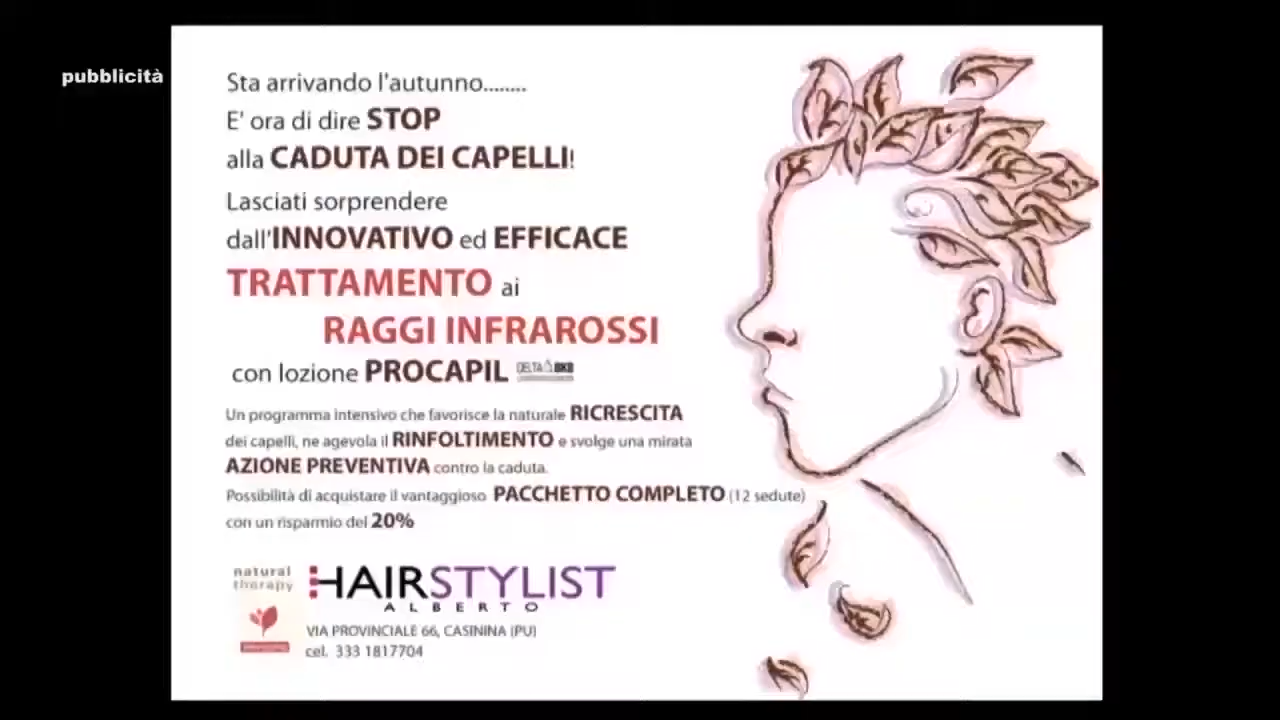 pubblicità
Sta arrivando l'autunno........
E' ora di dire STOP
alla CADUTA DEI CAPELLI!
Lasciati sorprendere
dall'INNOVATIVO ed EFFICACE
TRATTAMENTO ai
RAGGI INFRAROSSI
con lozione PROCAPIL DELTA BKB
Un programma intensivo che favorisce la naturale RICRESCITA
dei capelli, ne agevola il RINFOLTIMENTO e svolge una mirata
AZIONE PREVENTIVA contro la caduta.
Possibilità di acquistare il vantaggioso PACCHETTO COMPLETO (12 sedute)
con un risparmio del 20%
natural
therapy
HAIRSTYLIST
ALBERTO
VIA PROVINCIALE 66, CASININA (PU)
cel. 333 1817704